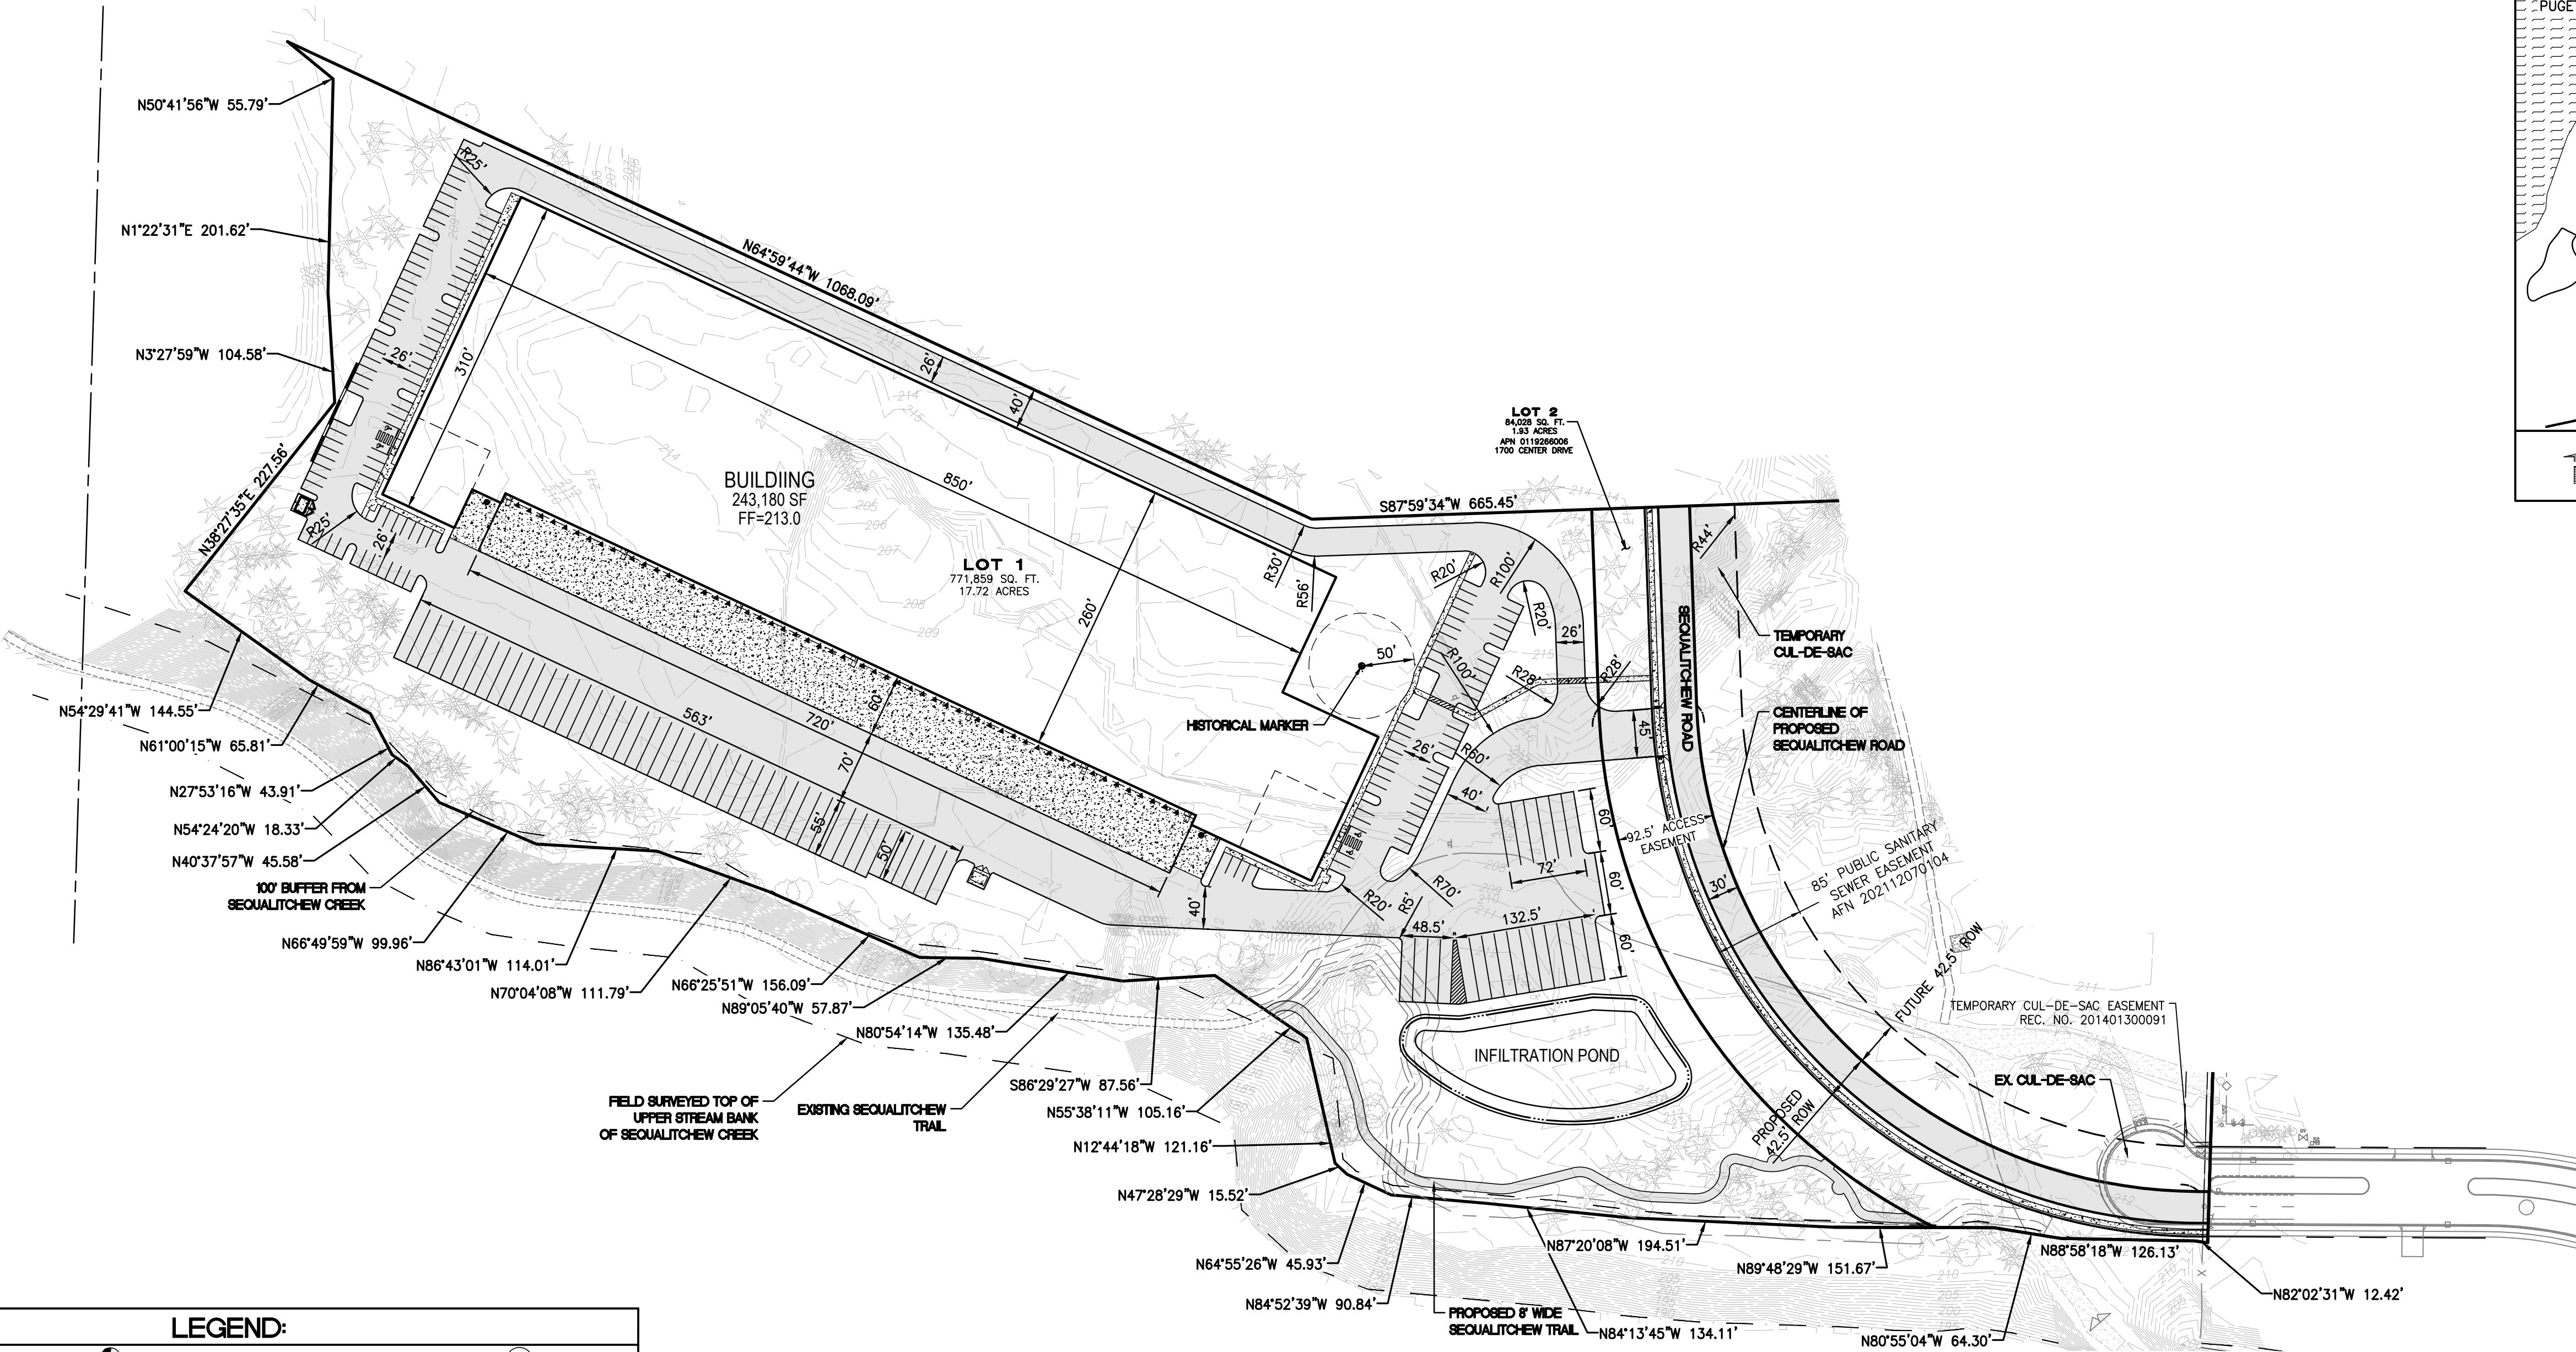 PUGE
N50°41'56"W 55.79'
N1°22'31"E 201.62'
N3°27'59"W 104.58'
N38°27'35"E 227.56'
N64°59'44"W 1068.09'
R25'
310'
26'
26'
40'
850'
BUILDIING
243,180 SF
FF=213.0
LOT 1
771,859 SQ. FT.
17.72 ACRES
260'
R25'
26'
LOT 2
84,028 SQ. FT.
1.93 ACRES
APN 0119266006
1700 CENTER DRIVE
S87°59'34"W 665.45'
R30'
R56'
R20'
R100'
R20'
26'
R44'
SEQUALITCHEW ROAD
TEMPORARY
CUL-DE-SAC
50'
R100'
R28'
R28'
HISTORICAL MARKER
45'
CENTERLINE OF
PROPOSED
SEQUALITCHEW ROAD
563'
720'
60'
70'
55'
50'
26'
R60'
40'
60'
92.5' ACCESS
EASEMENT
72'
60'
85' PUBLIC SANITARY
SEWER EASEMENT
AFN 202112070104
30'
R20'
R5'
R70'
40'
48.5'
132.5'
60'
N54°29'41"W 144.55'
N61°00'15"W 65.81'
N27°53'16"W 43.91'
N54°24'20"W 18.33'
N40°37'57"W 45.58'
100' BUFFER FROM
SEQUALITCHEW CREEK
N66°49'59"W 99.96'
N86°43'01"W 114.01'
N70°04'08"W 111.79'
N66°25'51"W 156.09'
N89°05'40"W 57.87'
N80°54'14"W 135.48'
S86°29'27"W 87.56'
N55°38'11"W 105.16'
N12°44'18"W 121.16'
N47°28'29"W 15.52'
N64°55'26"W 45.93'
N84°52'39"W 90.84'
FIELD SURVEYED TOP OF
UPPER STREAM BANK
OF SEQUALITCHEW CREEK
EXISTING SEQUALITCHEW
TRAIL
INFILTRATION POND
FUTURE 42.5' ROW
PROPOSED
42.5' ROW
TEMPORARY CUL-DE-SAC EASEMENT
REC. NO. 201401300091
EX. CUL-DE-SAC
N87°20'08"W 194.51'
N89°48'29"W 151.67'
N88°58'18"W 126.13'
N82°02'31"W 12.42'
PROPOSED 8' WIDE
SEQUALITCHEW TRAIL
N84°13'45"W 134.11'
N80°55'04"W 64.30'
LEGEND: